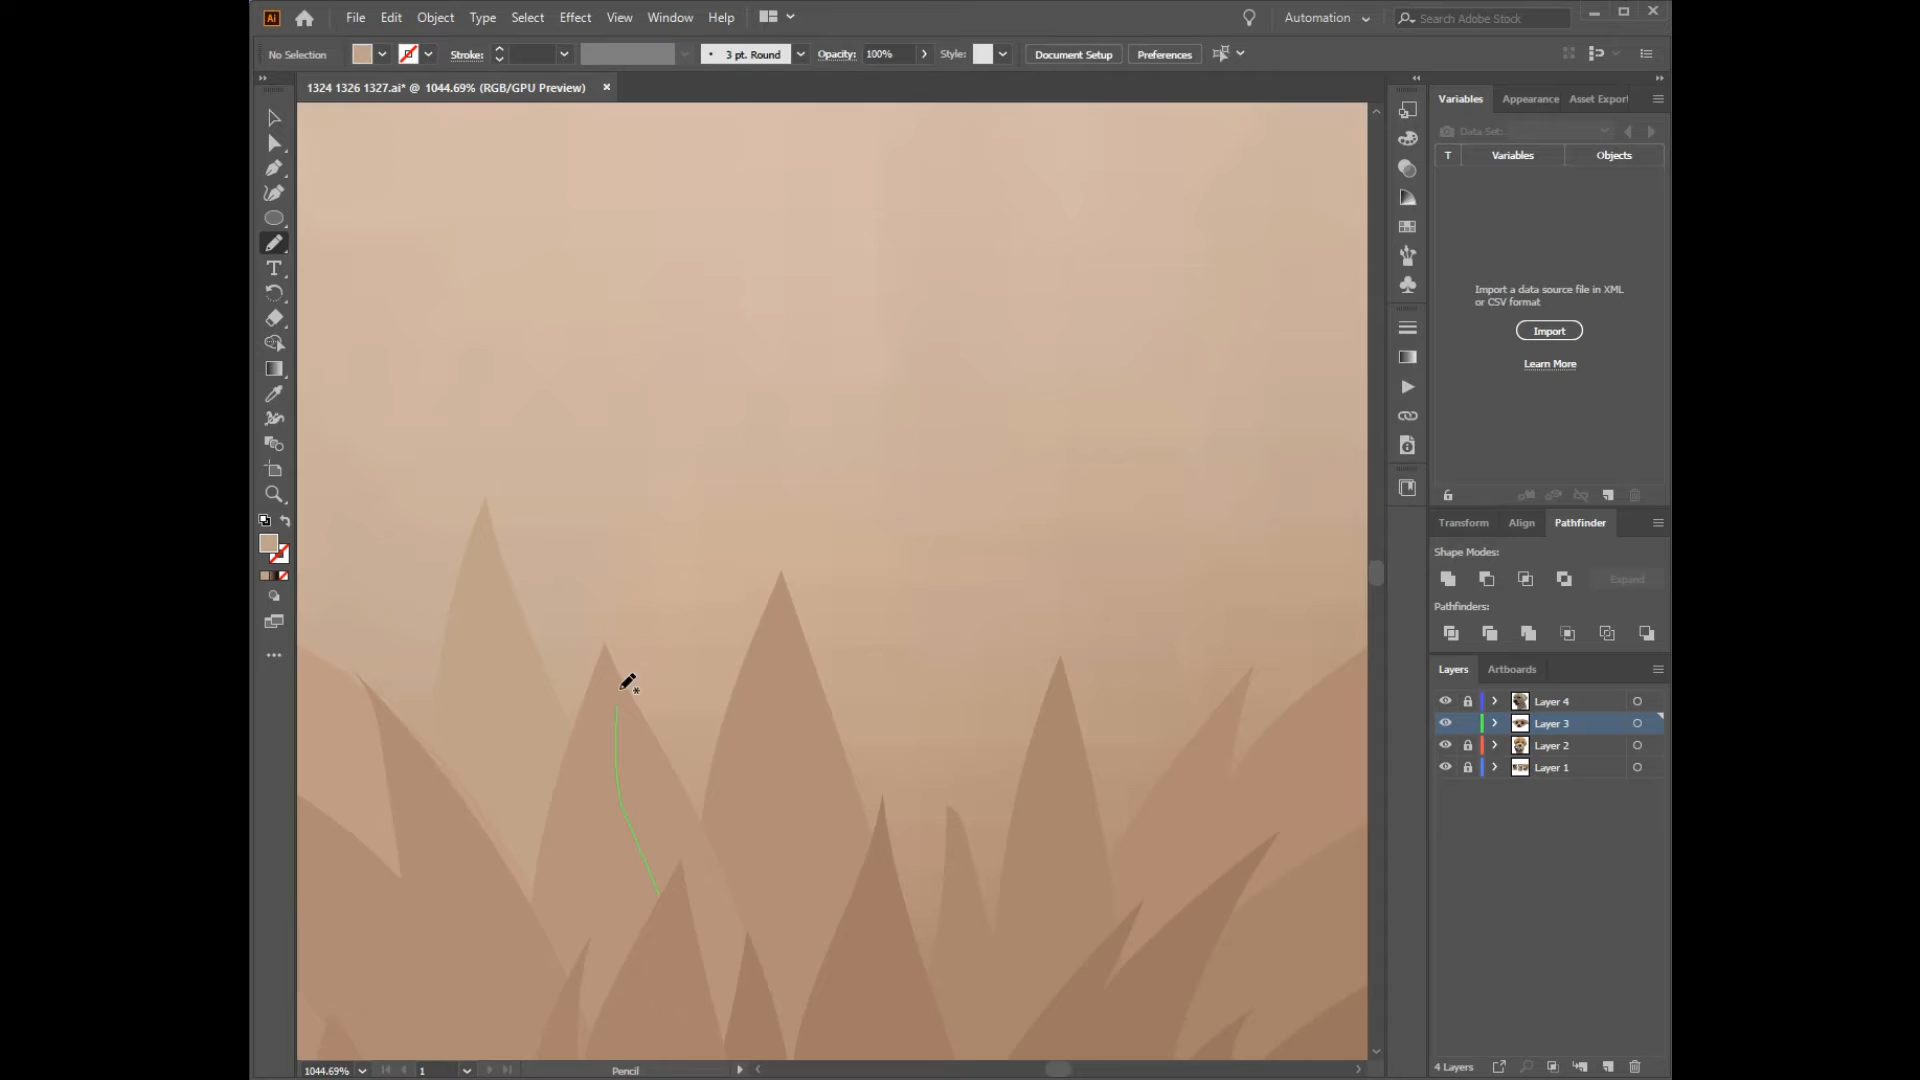 Ai File Edit Object Type Select Effect View Window Help Automation Search Adobe Stock
No Selection Stroke: 3 pt. Round Opacity: 100% Style: Document Setup Preferences
1324 1326 1327.ai* @ 1044.69% (RGB/GPU Preview)
Variables Appearance Asset Export
Data Set:
T Variables Objects
Import a data source file in XML
or CSV format
Import
Learn More
Transform Align Pathfinder
Shape Modes:
Expand
Pathfinders:
Layers Artboards
Layer 4
Layer 3
Layer 2
Layer 1
1044.69% 1 Pencil 4 Layers